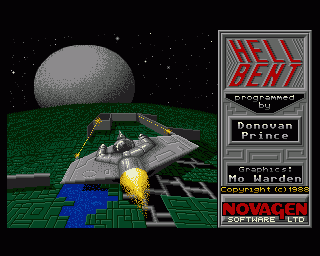 HELL
BENT
programmed
by
Donovan
Prince
Graphics:
Mo Warden
Copyright (c) 1988
NOVAGEN
SOFTWARE LTD